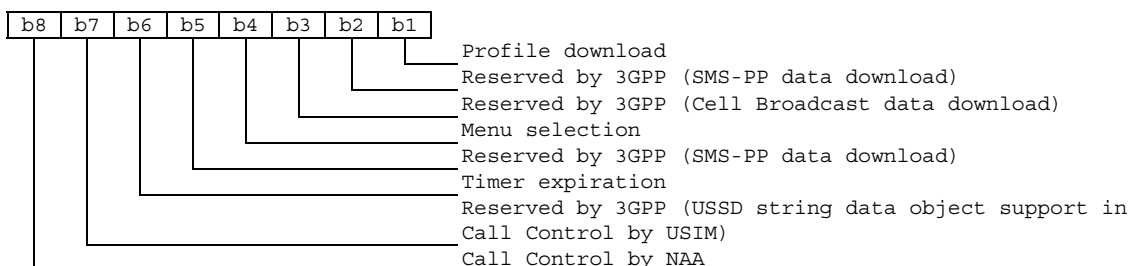 b8 b7 b6 b5 b4 b3 b2 b1
Profile download
Reserved by 3GPP (SMS-PP data download)
Reserved by 3GPP (Cell Broadcast data download)
Menu selection
Reserved by 3GPP (SMS-PP data download)
Timer expiration
Reserved by 3GPP (USSD string data object support in
Call Control by USIM)
Call Control by NAA